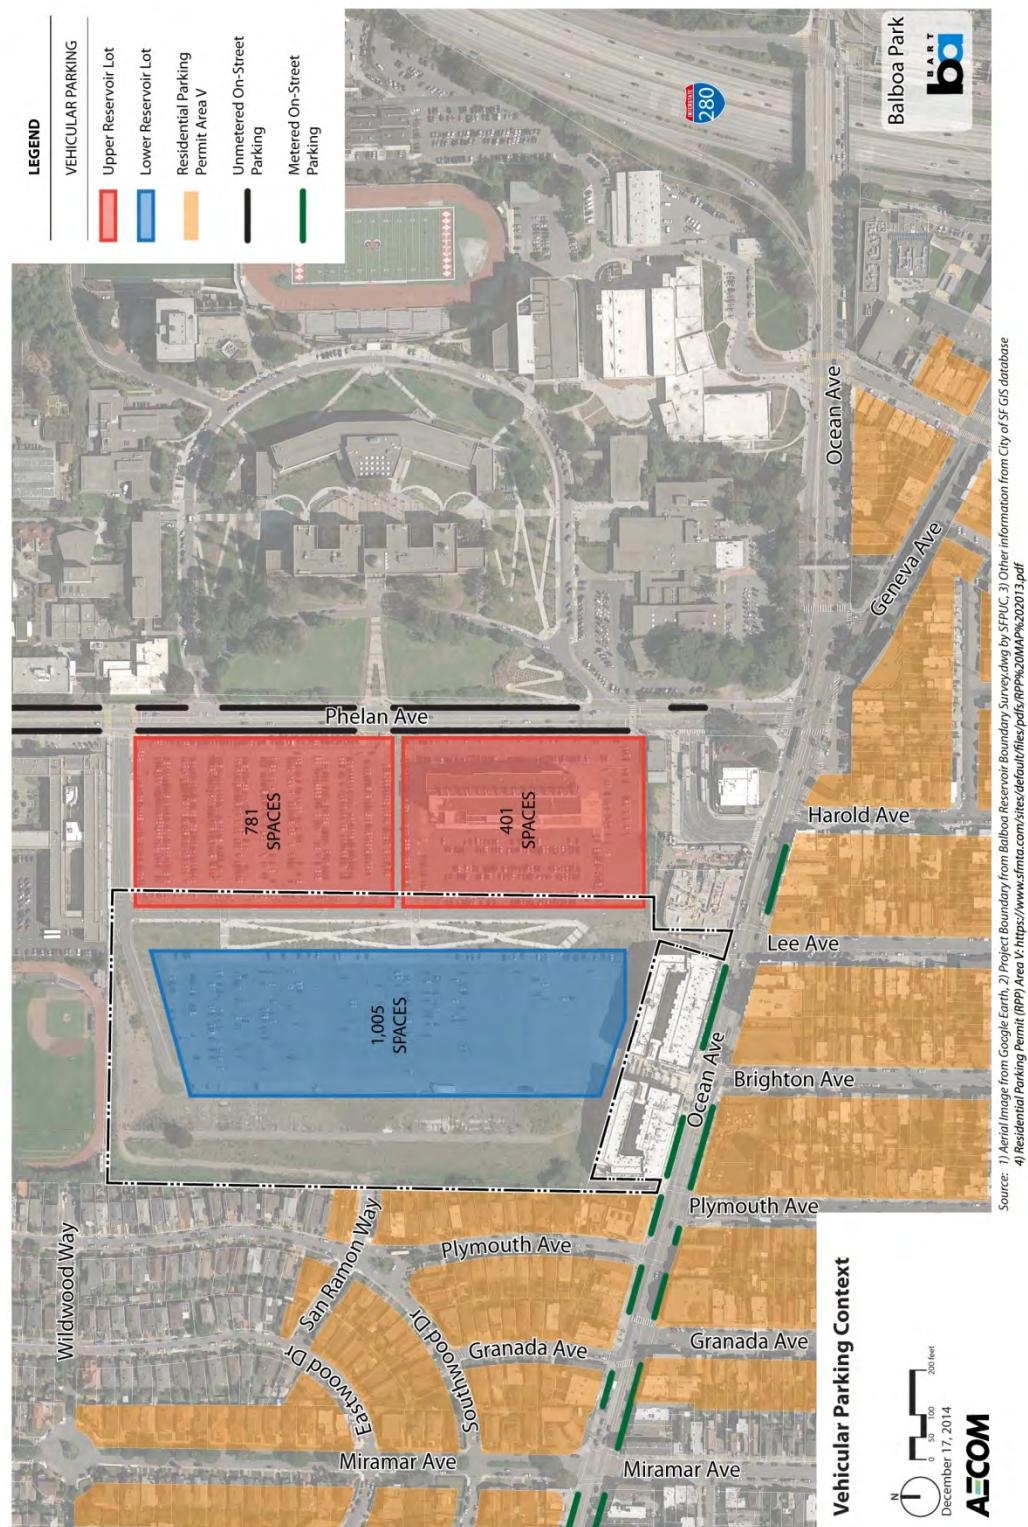 LEGEND
VEHICULAR PARKING
Upper Reservoir Lot
Lower Reservoir Lot
Residential Parking
Permit Area V
Unmetered On-Street
Parking
Metered On-Street
Parking
Balboa Park
BART
ba
INTERSTATE
280
Wildwood Way
Phelan Ave
781
SPACES
401
SPACES
1,005
SPACES
San Ramon Way
Eastwood Dr
Southwood Dr
Plymouth Ave
Granada Ave
Miramar Ave
Ocean Ave
Ocean Ave
Geneva Ave
Harold Ave
Lee Ave
Brighton Ave
Plymouth Ave
Granada Ave
Miramar Ave
Vehicular Parking Context
N
0 50 100 200 feet
December 17, 2014
AECOM
Source: 1) Aerial Image from Google Earth, 2) Project Boundary from Balboa Reservoir Boundary Survey.dwg by SFPUC, 3) Other information from City of SF GIS database
4) Residential Parking Permit (RPP) Area V: https://www.sfmta.com/sites/default/files/pdfs/RPP%20MAP%202013.pdf